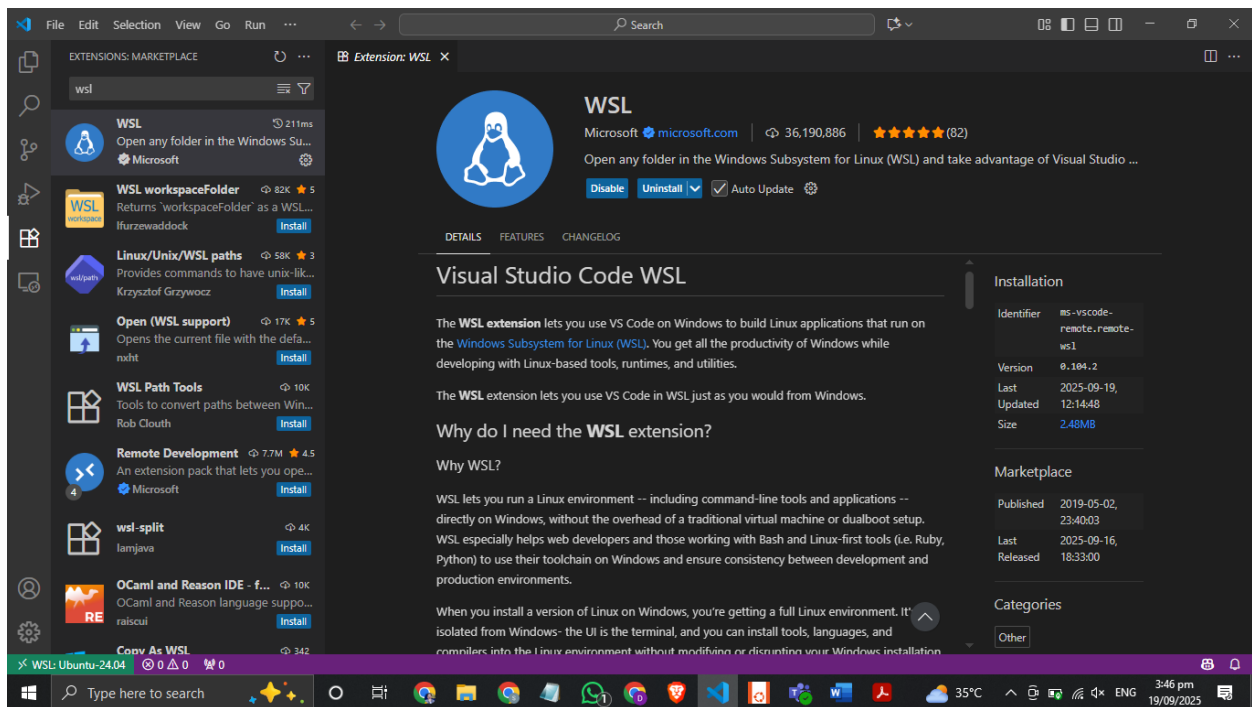 File Edit Selection View Go Run ···
Search
EXTENSIONS: MARKETPLACE
wsl
WSL 211ms
Open any folder in the Windows Su...
Microsoft
WSL workspaceFolder 82K 5
Returns `workspaceFolder` as a WSL...
lfurzewaddock Install
Linux/Unix/WSL paths 58K 3
Provides commands to have unix-lik...
Krzysztof Grzywocz Install
Open (WSL support) 17K 5
Opens the current file with the defa...
nxht Install
WSL Path Tools 10K
Tools to convert paths between Win...
Rob Clouth Install
Remote Development 7.7M 4.5
An extension pack that lets you ope...
4 Microsoft Install
wsl-split 4K
lamjava Install
OCaml and Reason IDE - f... 10K
OCaml and Reason language suppo...
raiscui Install
Copy As WSL 342
WSL
workspace
wsl/path
RE
Extension: WSL
WSL
Microsoft microsoft.com 36,190,886 (82)
Open any folder in the Windows Subsystem for Linux (WSL) and take advantage of Visual Studio ...
Disable Uninstall Auto Update
DETAILS FEATURES CHANGELOG
Visual Studio Code WSL
The WSL extension lets you use VS Code on Windows to build Linux applications that run on
the Windows Subsystem for Linux (WSL). You get all the productivity of Windows while
developing with Linux-based tools, runtimes, and utilities.
The WSL extension lets you use VS Code in WSL just as you would from Windows.
Why do I need the WSL extension?
Why WSL?
WSL lets you run a Linux environment -- including command-line tools and applications --
directly on Windows, without the overhead of a traditional virtual machine or dualboot setup.
WSL especially helps web developers and those working with Bash and Linux-first tools (i.e. Ruby,
Python) to use their toolchain on Windows and ensure consistency between development and
production environments.
When you install a version of Linux on Windows, you're getting a full Linux environment. It'
isolated from Windows- the UI is the terminal, and you can install tools, languages, and
compilers into the Linux environment without modifying or disrupting your Windows installation
Installation
Identifier ms-vscode-
remote.remote-
wsl
Version 0.104.2
Last 2025-09-19,
Updated 12:14:48
Size 2.48MB
Marketplace
Published 2019-05-02,
23:40:03
Last 2025-09-16,
Released 18:33:00
Categories
Other
WSL: Ubuntu-24.04 0 0 0
Type here to search
35°C ENG 3:46 pm
19/09/2025